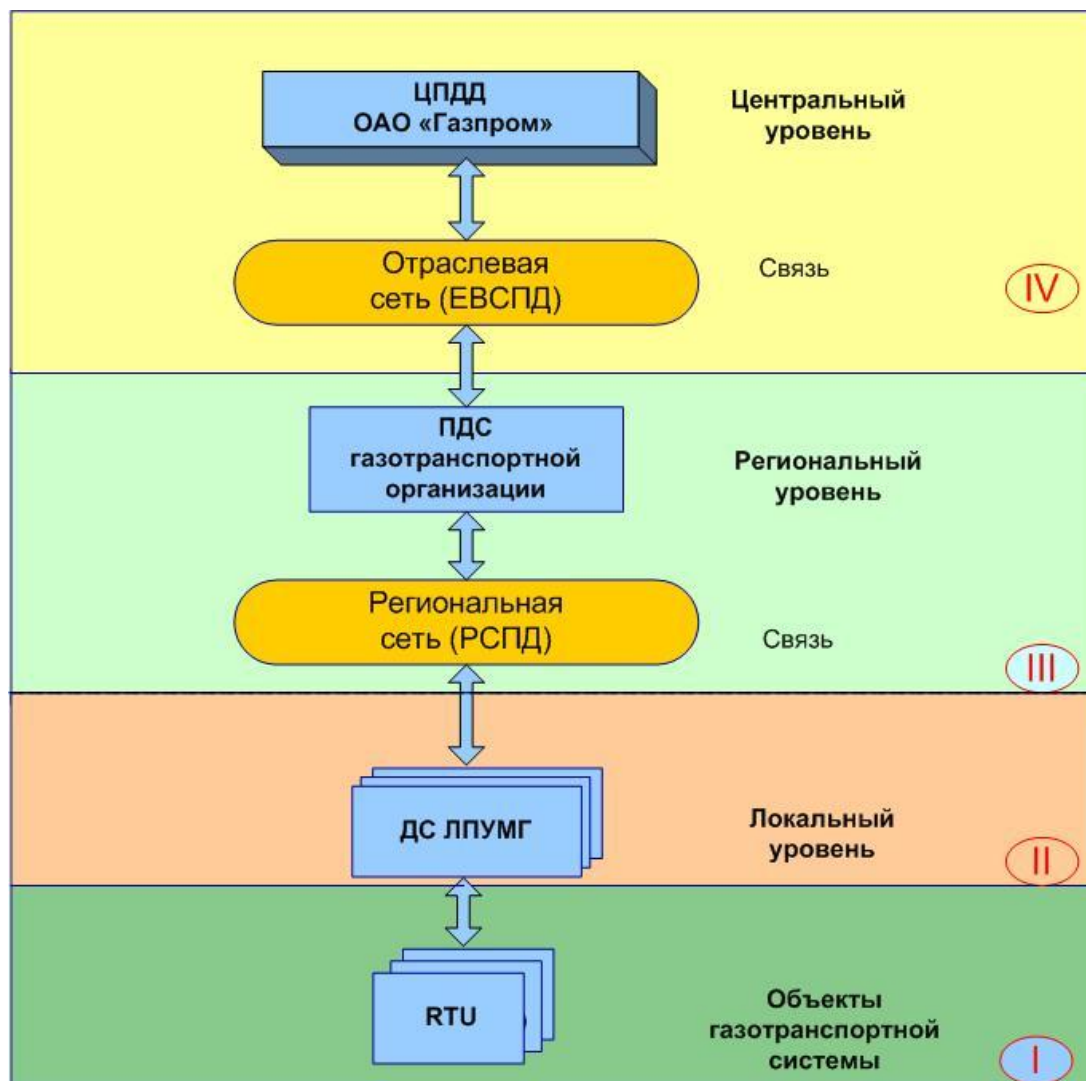 ЦПДД
ОАО «Газпром»
Центральный
уровень
Отраслевая
сеть (ЕВСПД)
Связь
IV
ПДС
газотранспортной
организации
Региональный
уровень
Региональная
сеть (РСПД)
Связь
III
ДС ЛПУМГ
Локальный
уровень
II
RTU
Объекты
газотранспортной
системы
I